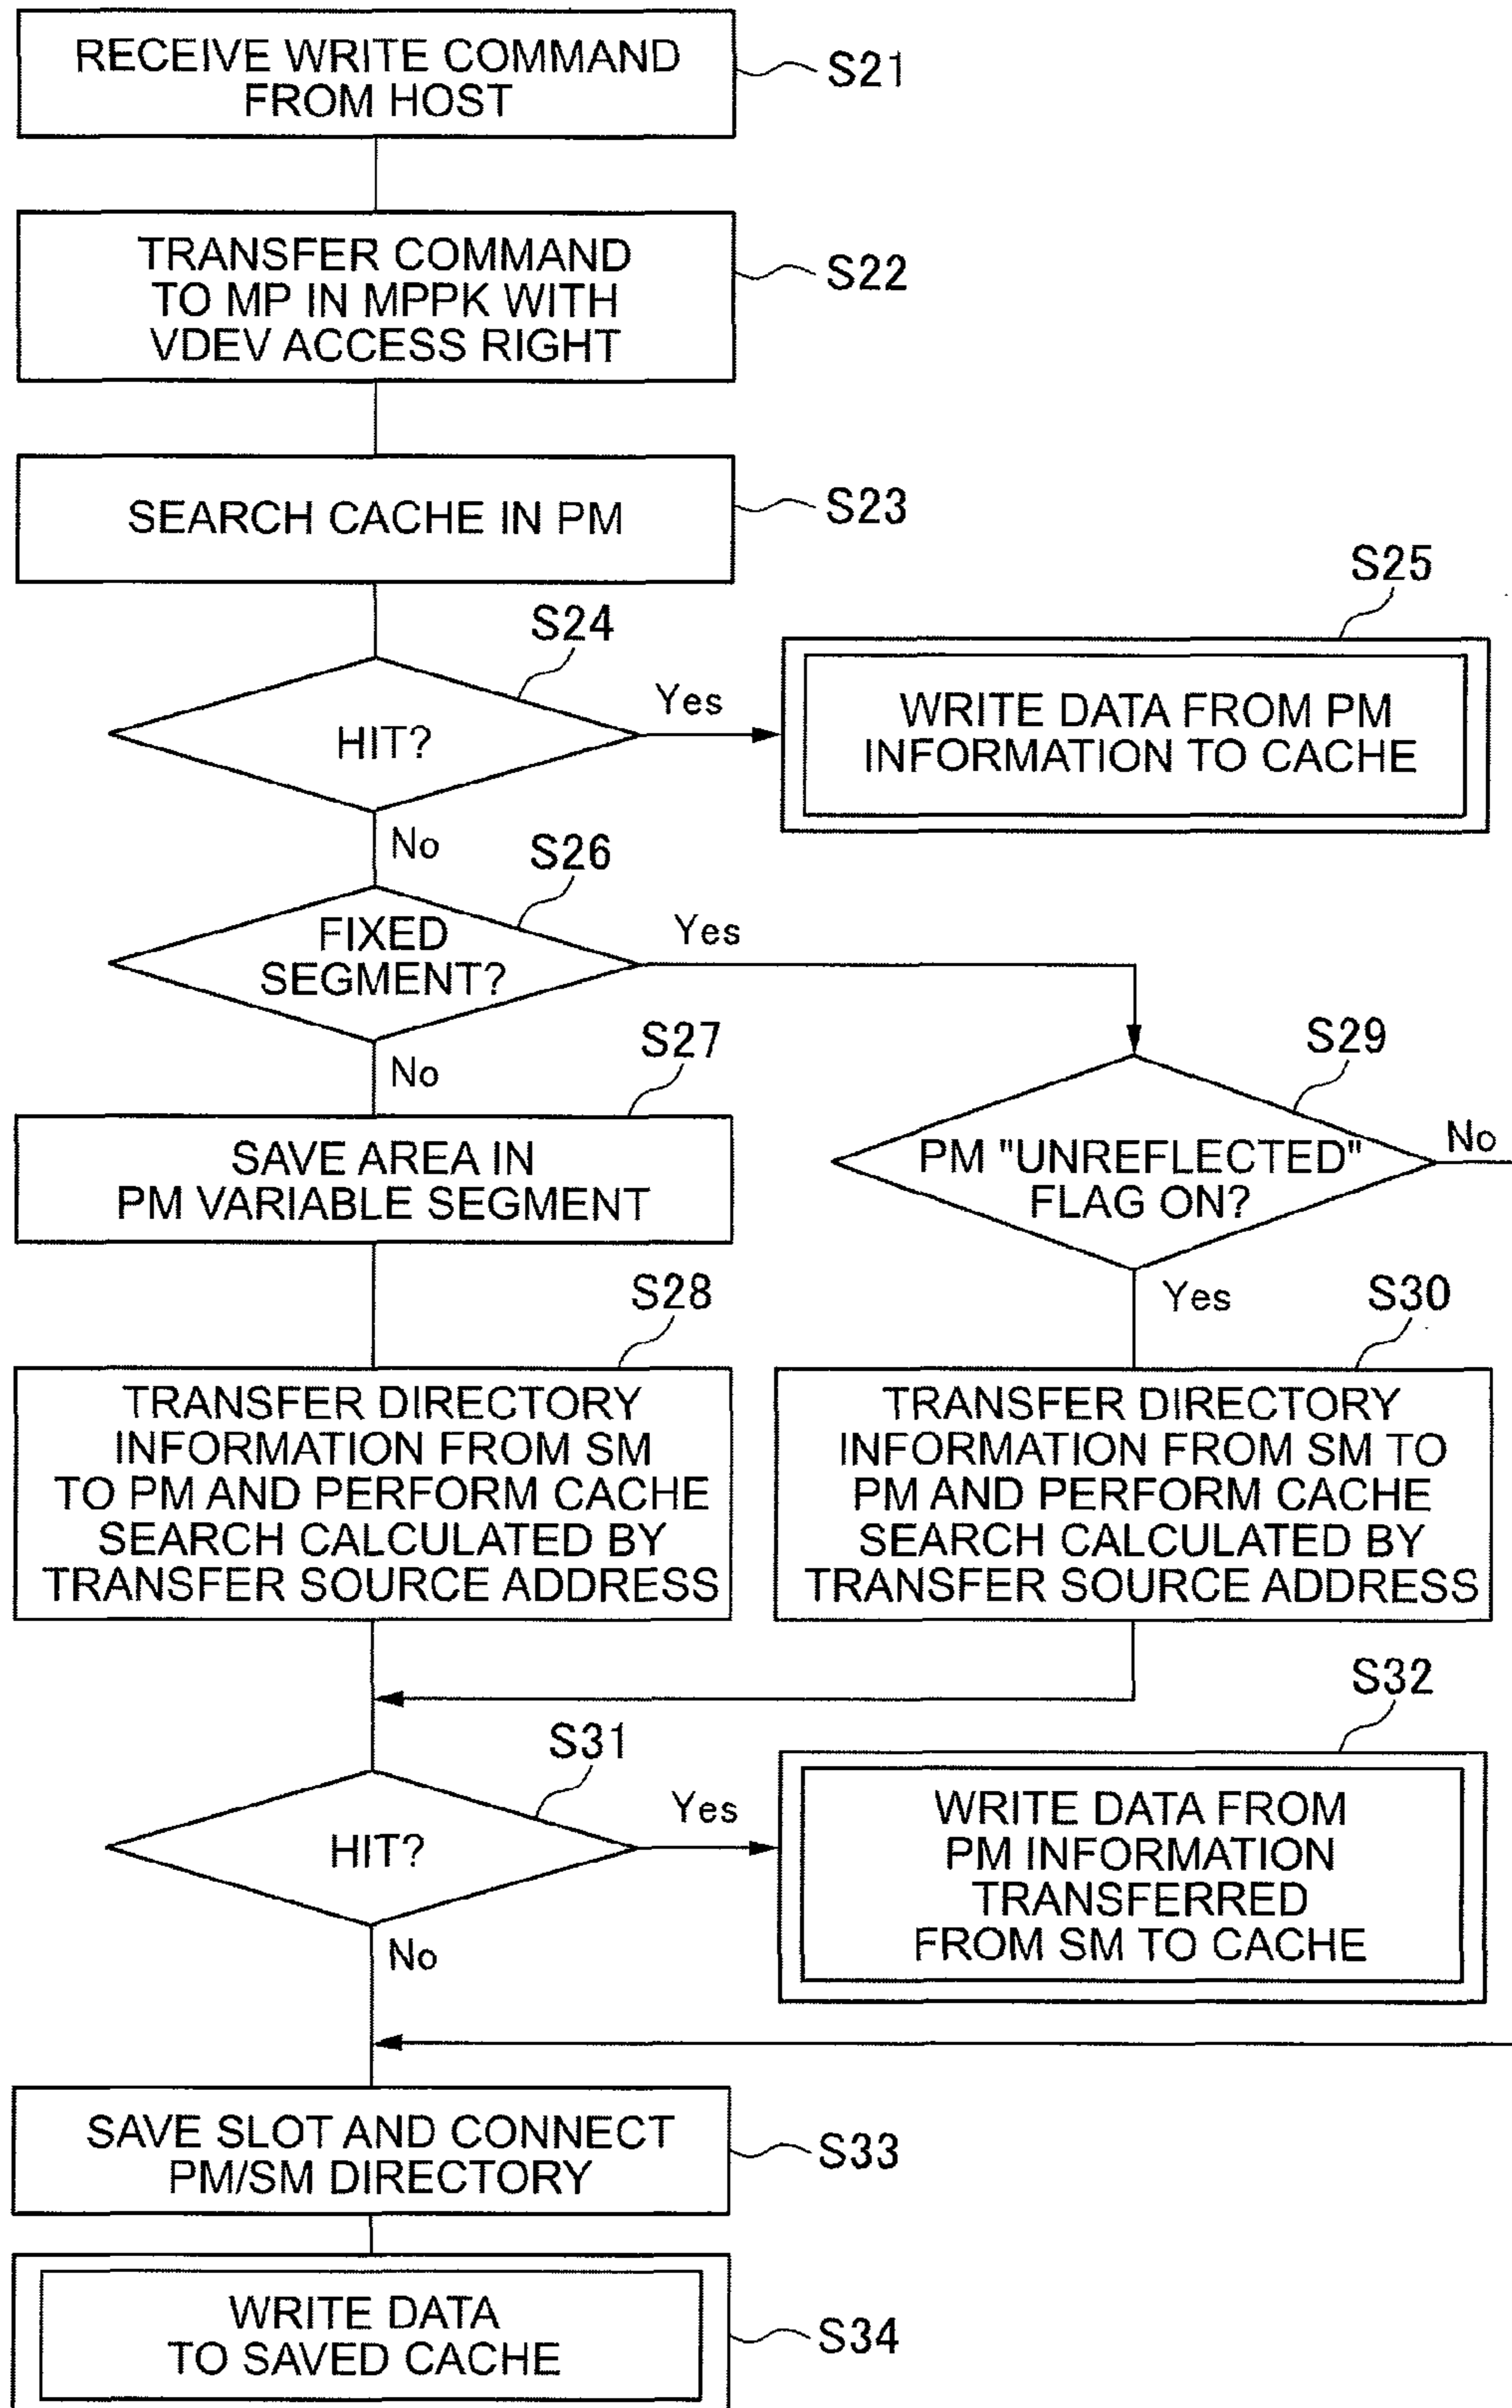 RECEIVE WRITE COMMAND
FROM HOST
S21
TRANSFER COMMAND
TO MP IN MPPK WITH
VDEV ACCESS RIGHT
S22
SEARCH CACHE IN PM
S23
S24
HIT?
Yes
No
S25
WRITE DATA FROM PM
INFORMATION TO CACHE
S26
FIXED
SEGMENT?
Yes
No
S27
SAVE AREA IN
PM VARIABLE SEGMENT
S29
PM "UNREFLECTED"
FLAG ON?
No
Yes
S28
TRANSFER DIRECTORY
INFORMATION FROM SM
TO PM AND PERFORM CACHE
SEARCH CALCULATED BY
TRANSFER SOURCE ADDRESS
S30
TRANSFER DIRECTORY
INFORMATION FROM SM TO
PM AND PERFORM CACHE
SEARCH CALCULATED BY
TRANSFER SOURCE ADDRESS
S31
HIT?
Yes
No
S32
WRITE DATA FROM
PM INFORMATION
TRANSFERRED
FROM SM TO CACHE
SAVE SLOT AND CONNECT
PM/SM DIRECTORY
S33
WRITE DATA
TO SAVED CACHE
S34